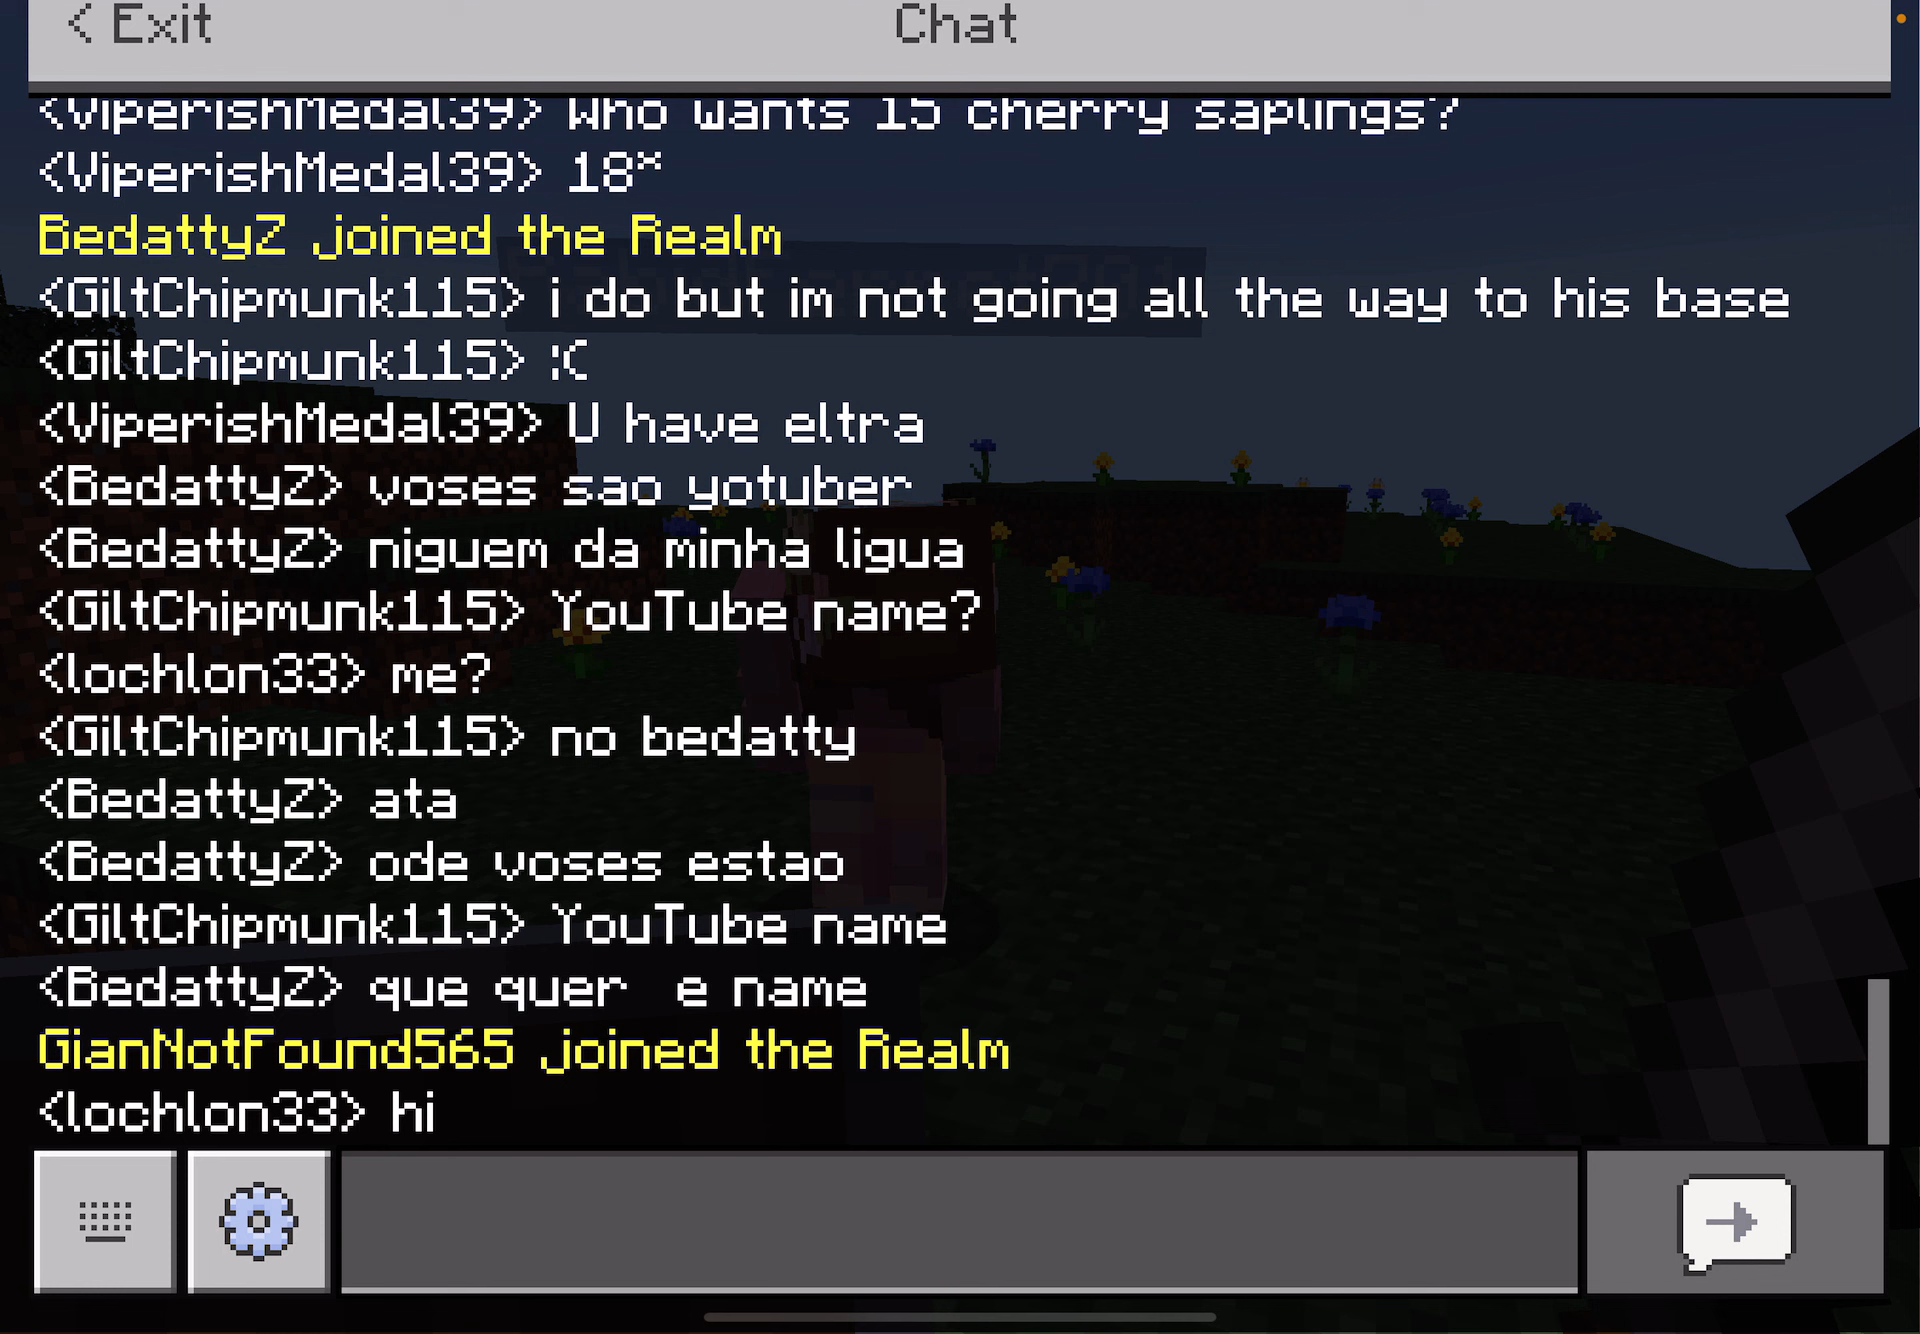 < Exit
Chat
<ViperishMedal39> Who wants 15 cherry saplings?
<ViperishMedal39> 18*
BedattyZ joined the Realm
<GiltChipmunk115> i do but im not going all the way to his base
<GiltChipmunk115> :C
<ViperishMedal39> U have eltra
<BedattyZ> voses sao yotuber
<BedattyZ> niguem da minha ligua
<GiltChipmunk115> YouTube name?
<lochlon33> me?
<GiltChipmunk115> no bedatty
<BedattyZ> ata
<BedattyZ> ode voses estao
<GiltChipmunk115> YouTube name
<BedattyZ> que quer  e name
GianNotFound565 joined the Realm
<lochlon33> hi